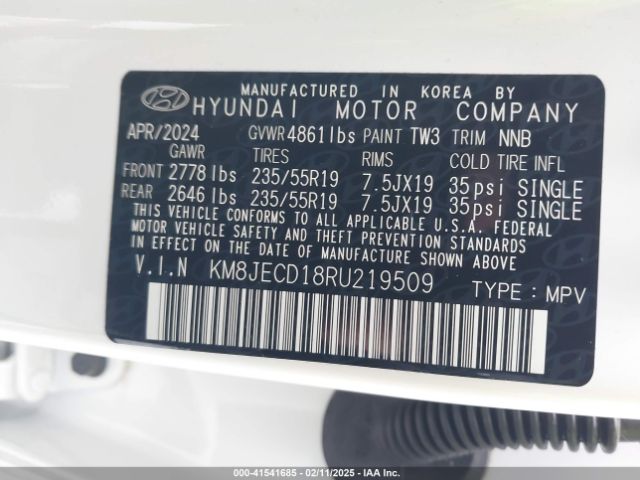 MANUFACTURED IN KOREA BY
HYUNDAI MOTOR COMPANY
APR/2024 GVWR 4861lbs PAINT TW3 TRIM NNB
GAWR TIRES RIMS COLD TIRE INFL
FRONT 2778 lbs 235/55R19 7.5JX19 35psi SINGLE
REAR 2646 lbs 235/55R19 7.5JX19 35psi SINGLE
THIS VEHICLE CONFORMS TO ALL APPLICABLE U.S.A. FEDERAL
MOTOR VEHICLE SAFETY AND THEFT PREVENTION STANDARDS
IN EFFECT ON THE DATE OF MANUFACTURE SHOWN ABOVE.
V.I.N KM8JECD18RU219509 TYPE : MPV
00-41541685 - 02/11/2025 - IAA Inc.